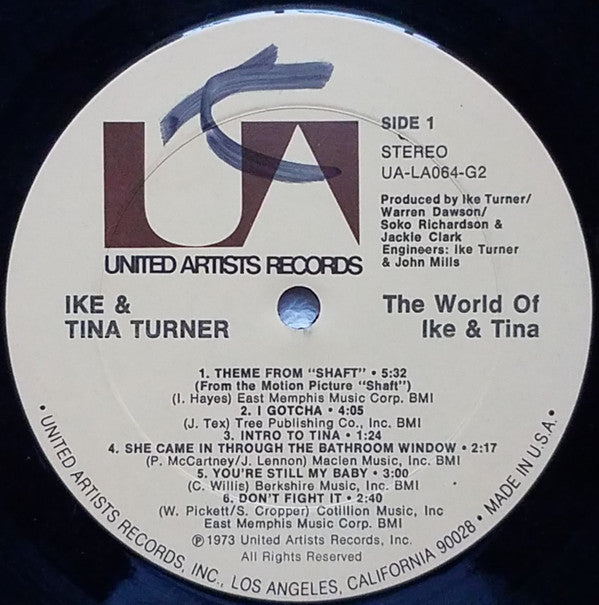 UA
UNITED ARTISTS RECORDS
SIDE 1
STEREO
UA-LA064-G2
Produced by Ike Turner/
Warren Dawson/
Soko Richardson &
Jackie Clark
Engineers: Ike Turner
& John Mills
IKE &
TINA TURNER
The World Of
Ike & Tina
1. THEME FROM "SHAFT" • 5:32
(From the Motion Picture "Shaft")
(I. Hayes) East Memphis Music Corp. BMI
2. I GOTCHA • 4:05
(J. Tex) Tree Publishing Co., Inc. BMI
3. INTRO TO TINA • 1:24
4. SHE CAME IN THROUGH THE BATHROOM WINDOW • 2:17
(P. McCartney/J. Lennon) Maclen Music, Inc. BMI
5. YOU'RE STILL MY BABY • 3:00
(C. Willis) Berkshire Music, Inc. BMI
6. DON'T FIGHT IT • 2:40
(W. Pickett/S. Cropper) Cotillion Music, Inc
East Memphis Music Corp. BMI
℗1973 United Artists Records, Inc.
All Rights Reserved
• UNITED ARTISTS RECORDS, INC., LOS ANGELES, CALIFORNIA 90028 • MADE IN U.S.A. •